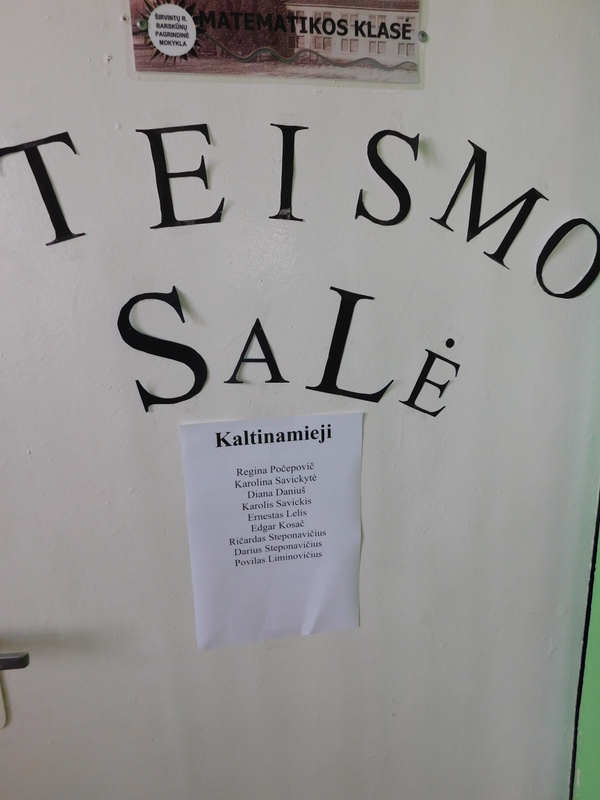 ŠIRVINTŲ R.
BARSKŪNŲ
PAGRINDINĖ
MOKYKLA
MATEMATIKOS KLASĖ
TEISMO
SALĖ
Kaltinamieji
Regina Počepovič
Karolina Savickytė
Diana Daniuš
Karolis Savickis
Ernestas Lelis
Edgar Kosač
Ričardas Steponavičius
Darius Steponavičius
Povilas Liminovičius